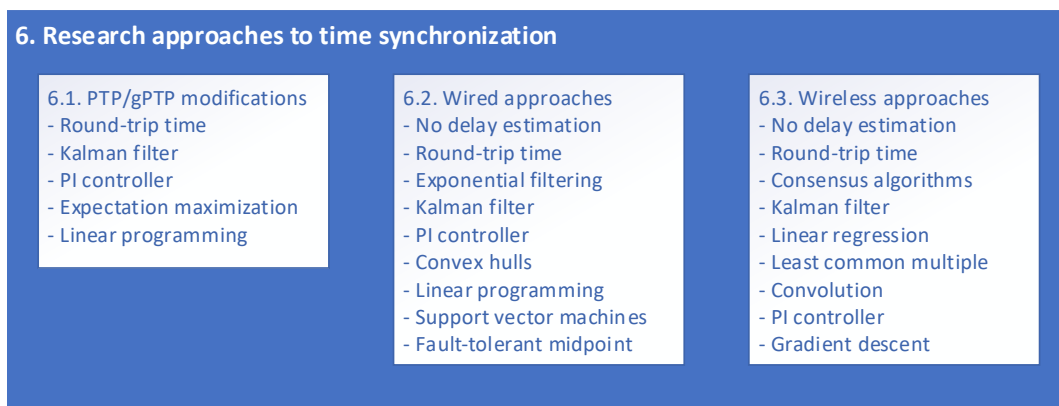 6. Research approaches to time synchronization
6.1. PTP/gPTP modifications
- Round-trip time
- Kalman filter
- PI controller
- Expectation maximization
- Linear programming
6.2. Wired approaches
- No delay estimation
- Round-trip time
- Exponential filtering
- Kalman filter
- PI controller
- Convex hulls
- Linear programming
- Support vector machines
- Fault-tolerant midpoint
6.3. Wireless approaches
- No delay estimation
- Round-trip time
- Consensus algorithms
- Kalman filter
- Linear regression
- Least common multiple
- Convolution
- PI controller
- Gradient descent